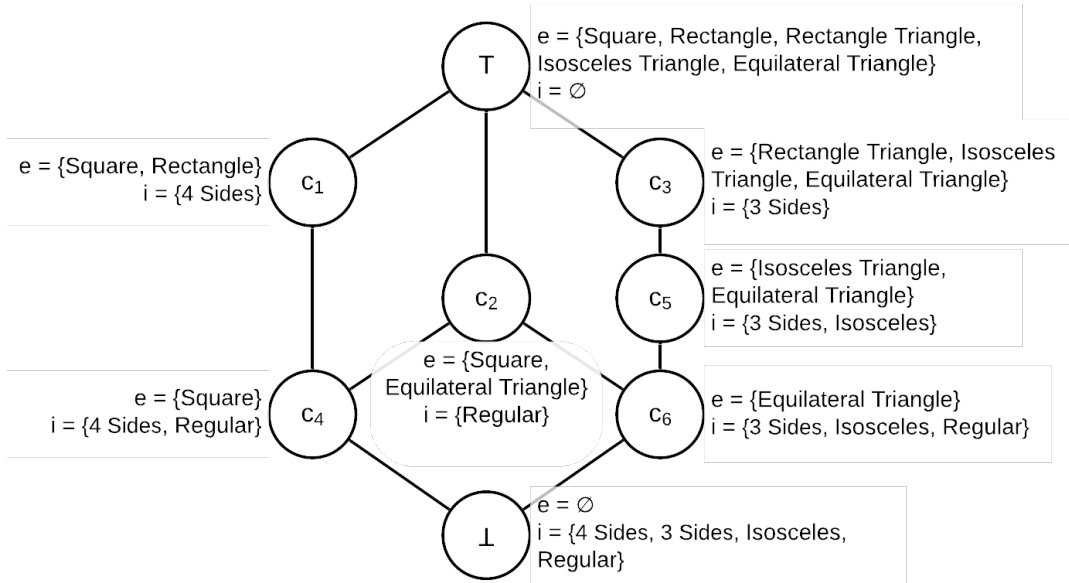 T
e = {Square, Rectangle, Rectangle Triangle,
Isosceles Triangle, Equilateral Triangle}
i = ∅
e = {Square, Rectangle}
i = {4 Sides}
c₁
c₃
e = {Rectangle Triangle, Isosceles
Triangle, Equilateral Triangle}
i = {3 Sides}
c₂
e = {Square,
Equilateral Triangle}
i = {Regular}
c₅
e = {Isosceles Triangle,
Equilateral Triangle}
i = {3 Sides, Isosceles}
e = {Square}
i = {4 Sides, Regular}
c₄
c₆
e = {Equilateral Triangle}
i = {3 Sides, Isosceles, Regular}
⊥
e = ∅
i = {4 Sides, 3 Sides, Isosceles,
Regular}